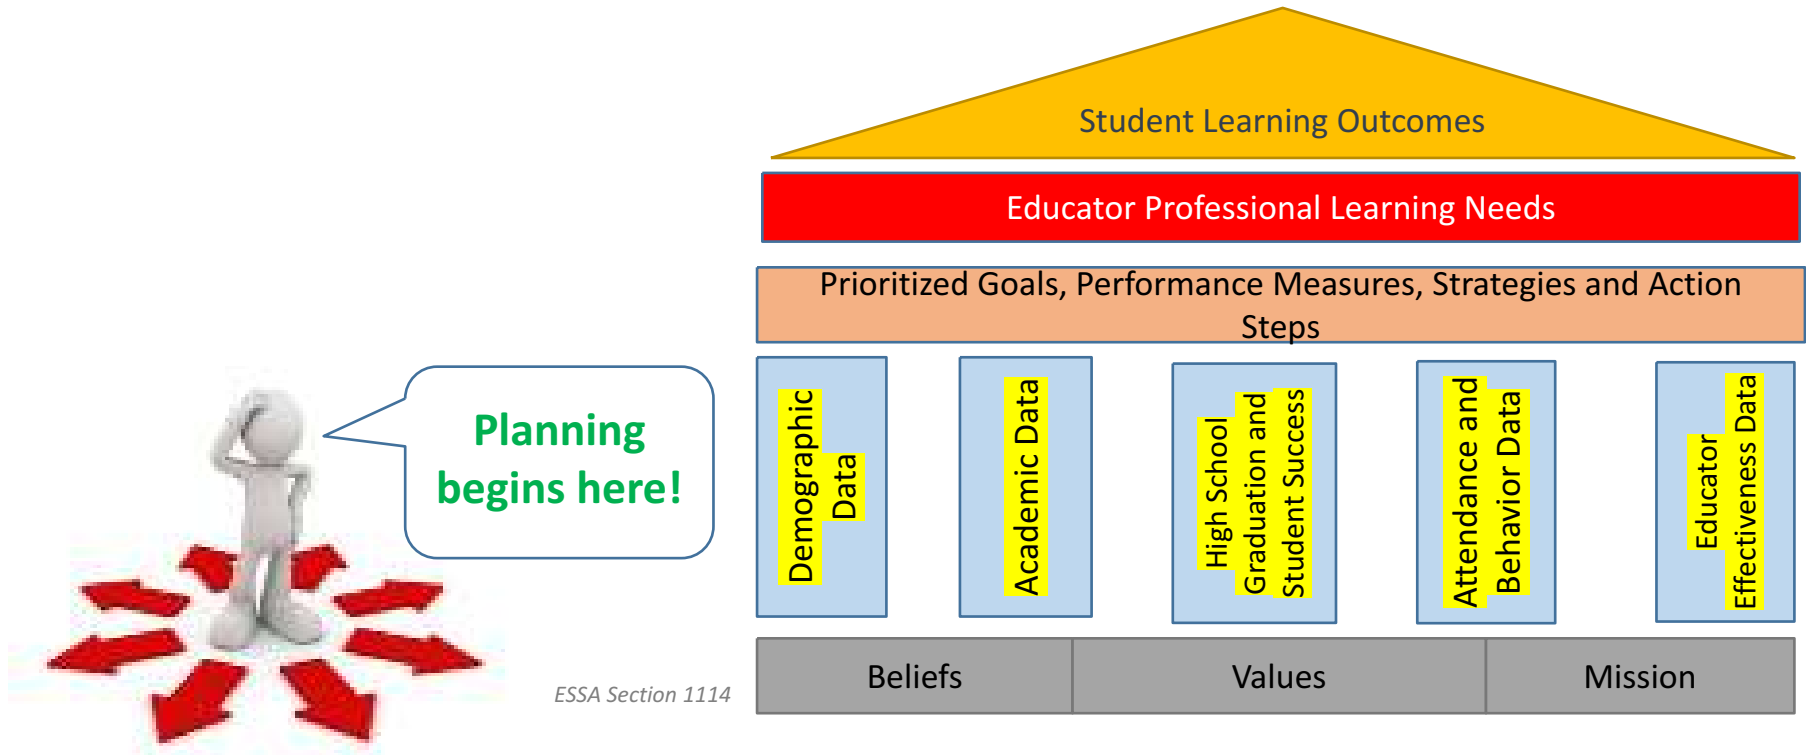 Student Learning Outcomes
Educator Professional Learning Needs
Prioritized Goals, Performance Measures, Strategies and Action
Steps
Planning
begins here!
Demographic
Data
Academic Data
High School
Graduation and
Student Success
Attendance and
Behavior Data
Educator
Effectiveness Data
Beliefs
Values
Mission
ESSA Section 1114